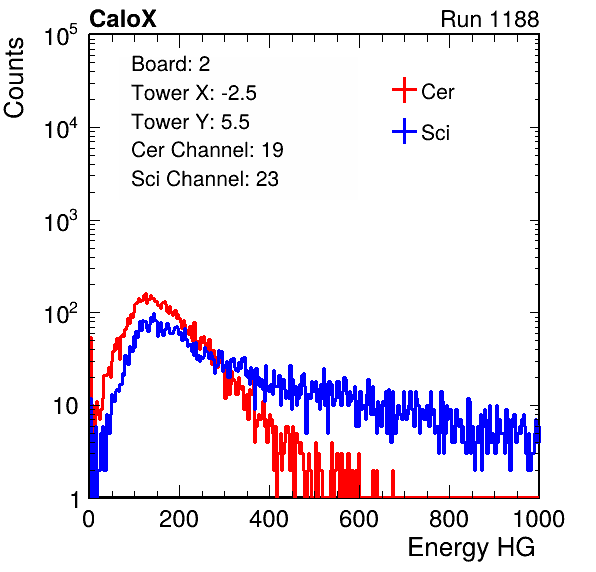 CaloX Run 1188
Counts
10^5
10^4
10^3
10^2
10
1
Board: 2
Tower X: -2.5
Tower Y: 5.5
Cer Channel: 19
Sci Channel: 23
Cer
Sci
0 200 400 600 800 1000
Energy HG